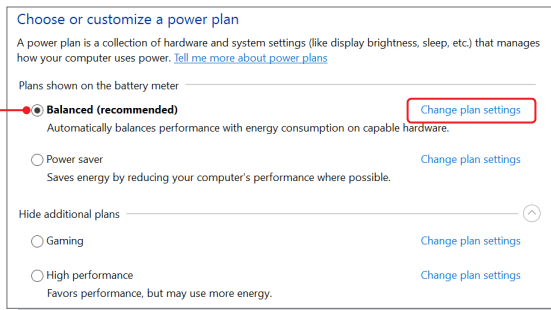 Choose or customize a power plan
A power plan is a collection of hardware and system settings (like display brightness, sleep, etc.) that manages
how your computer uses power. Tell me more about power plans
Plans shown on the battery meter
Balanced (recommended) Change plan settings
Automatically balances performance with energy consumption on capable hardware.
Power saver Change plan settings
Saves energy by reducing your computer's performance where possible.
Hide additional plans
Gaming Change plan settings
High performance Change plan settings
Favors performance, but may use more energy.